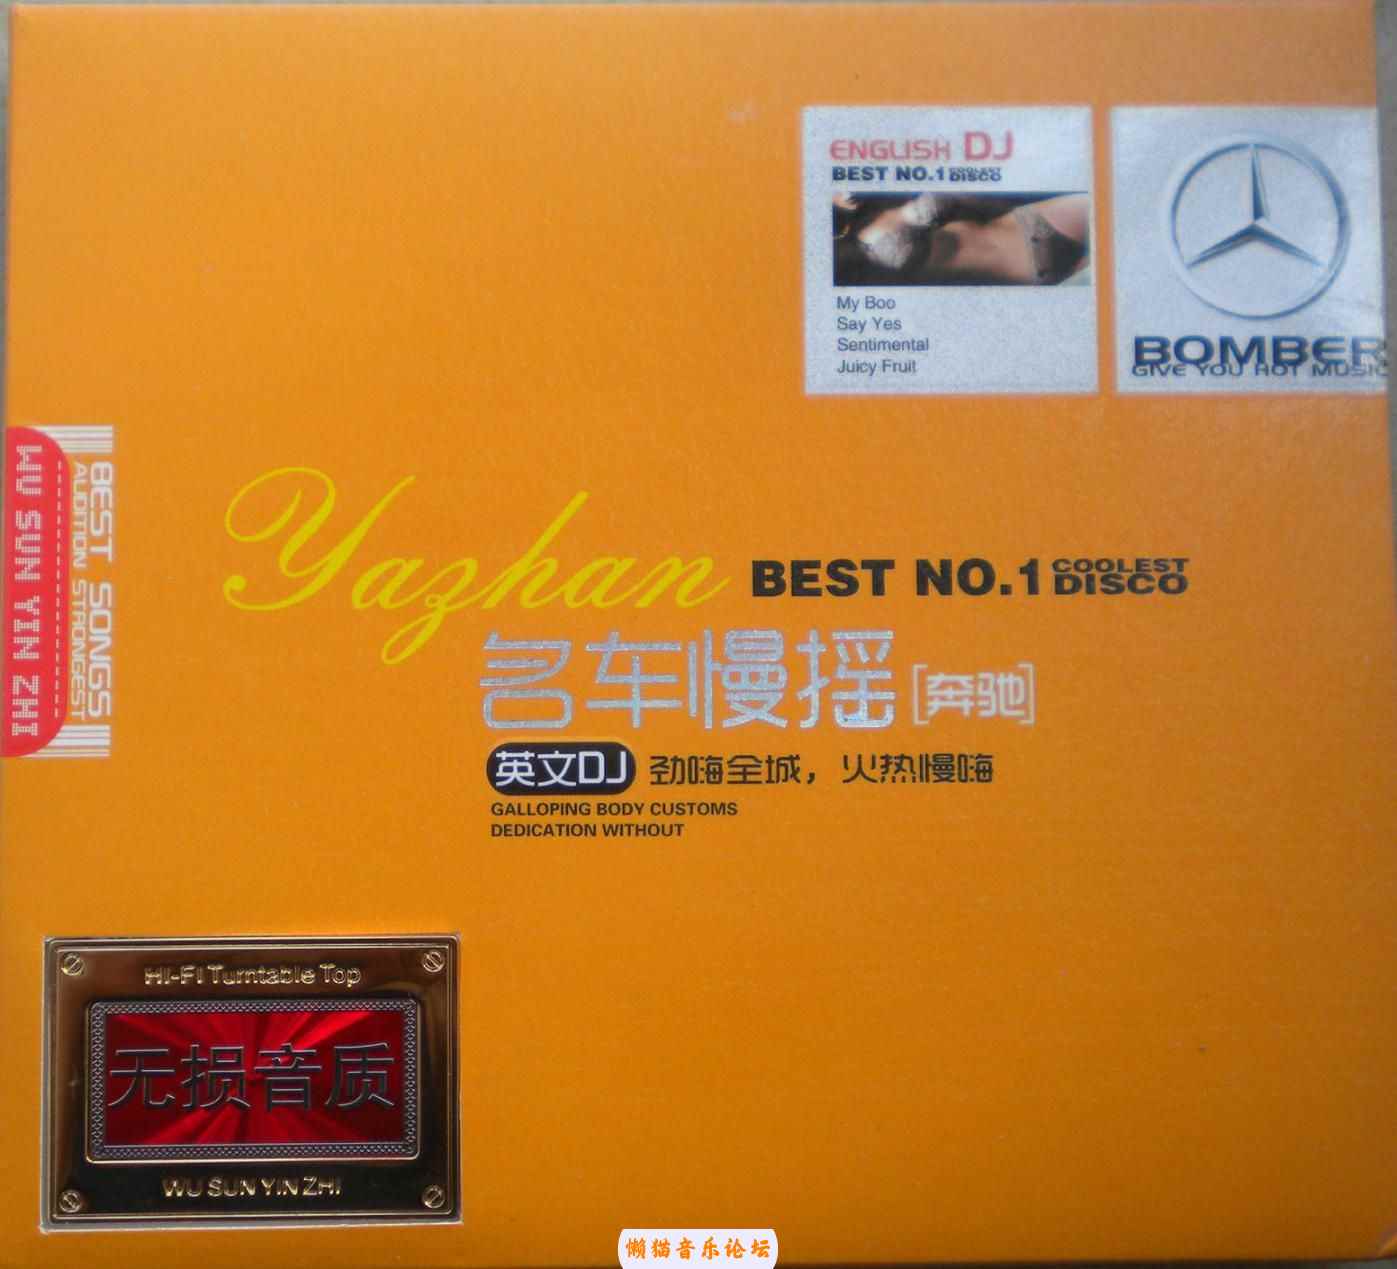 ENGLISH DJ
BEST NO.1 COOLEST DISCO
My Boo
Say Yes
Sentimental
Juicy Fruit
BOMBER
GIVE YOU HOT MUSIC
WU SUN YIN ZHI
BEST SONGS
AUDITION STRONGEST
Yazhan
BEST NO.1 COOLEST DISCO
名车慢摇[奔驰]
英文DJ 劲嗨全城，火热慢嗨
GALLOPING BODY CUSTOMS
DEDICATION WITHOUT
HI-FI Turntable Top
无损音质
WU SUN YIN ZHI
懒猫音乐论坛